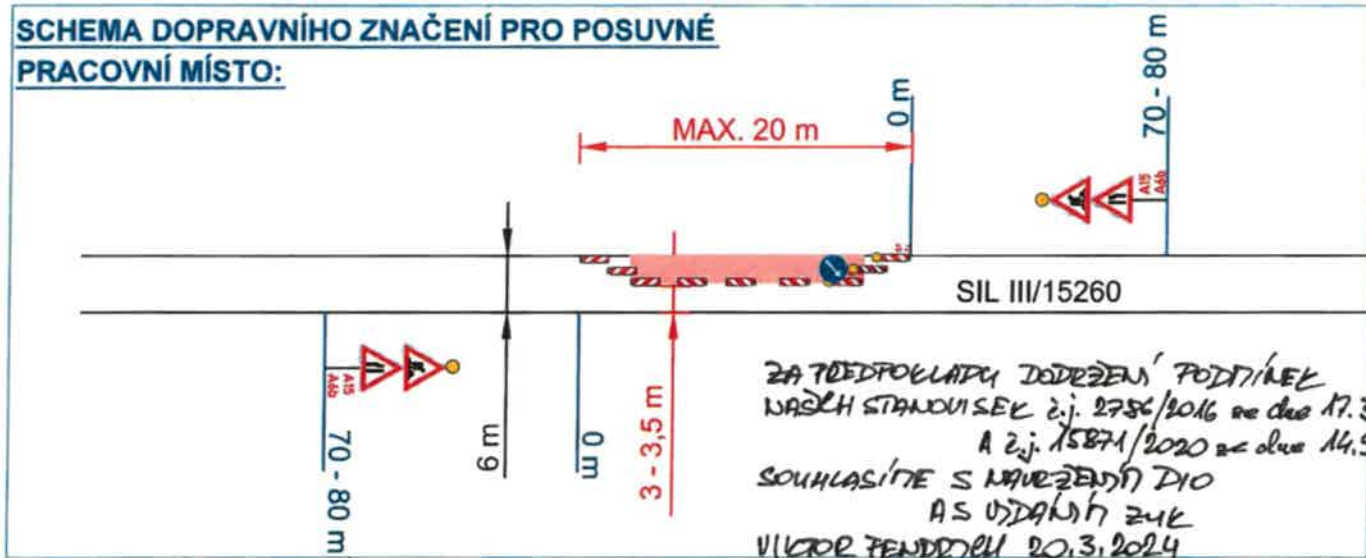 SCHEMA DOPRAVNÍHO ZNAČENÍ PRO POSUVNÉ
PRACOVNÍ MÍSTO:
MAX. 20 m
0 m
70 - 80 m
A15
A6b
SIL III/15260
A15
A6b
70 - 80 m
6 m
0 m
3 - 3,5 m
ZA PŘEDPOKLADU DODRŽENÍ PODMÍNEK
NAŠICH STANOVISEK č.j. 2786/2016 ze dne 17.3
A č.j. 15871/2020 ze dne 14.5
SOUHLASÍME S NAVRŽENÝM DIO
A S VYDÁNÍM ZUK
VIKTOR 20.3.2024